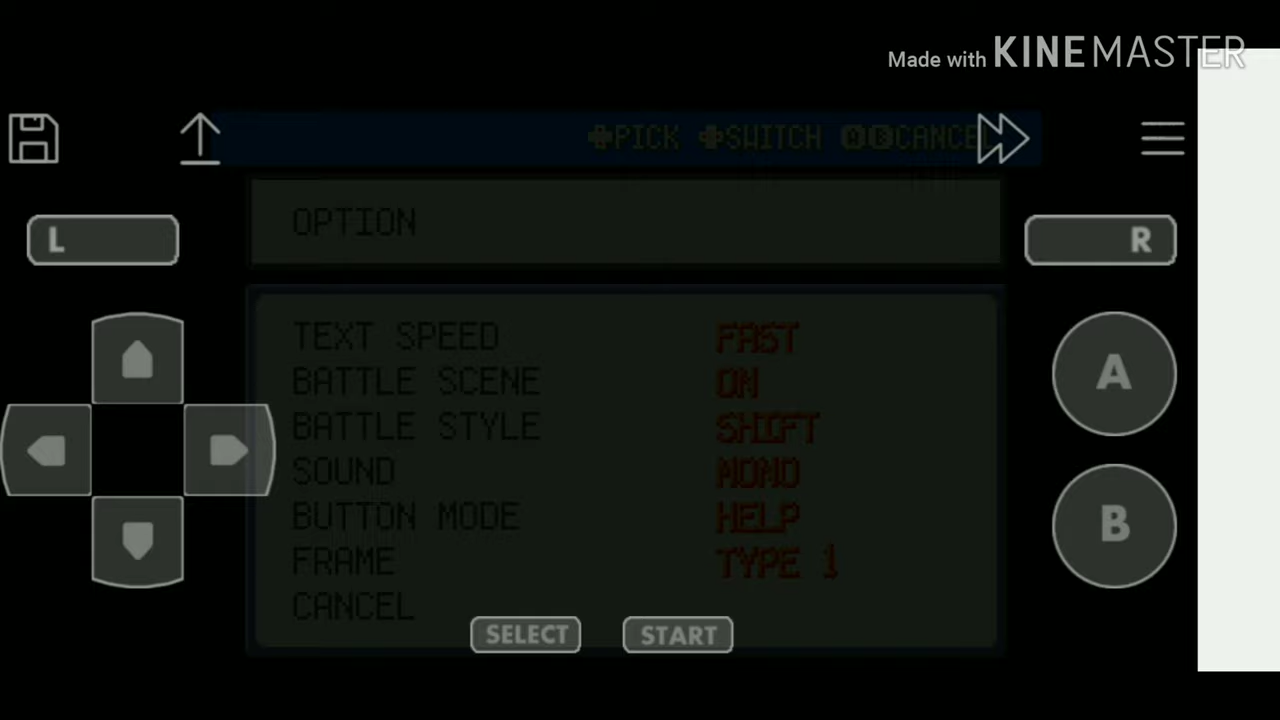 Made with KINEMASTER
PICK SWITCH CANCEL
OPTION
L
R
TEXT SPEED FAST
BATTLE SCENE ON
BATTLE STYLE SHIFT
SOUND MONO
BUTTON MODE HELP
FRAME TYPE 1
CANCEL
A
B
SELECT
START